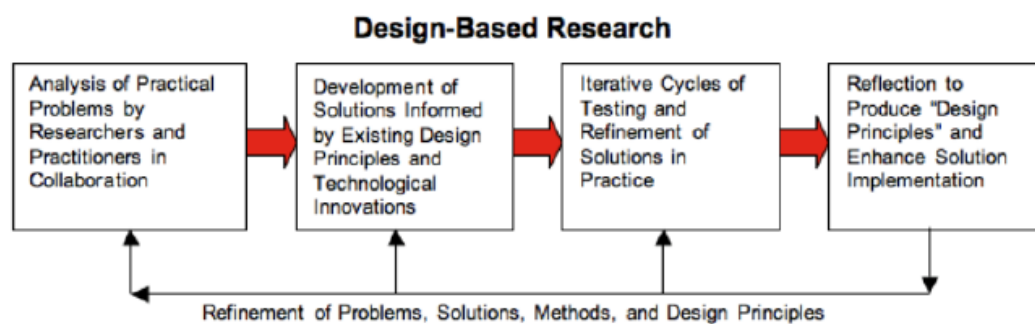 Design-Based Research
Analysis of Practical
Problems by
Researchers and
Practitioners in
Collaboration
Development of
Solutions Informed
by Existing Design
Principles and
Technological
Innovations
Iterative Cycles of
Testing and
Refinement of
Solutions in
Practice
Reflection to
Produce "Design
Principles" and
Enhance Solution
Implementation
Refinement of Problems, Solutions, Methods, and Design Principles